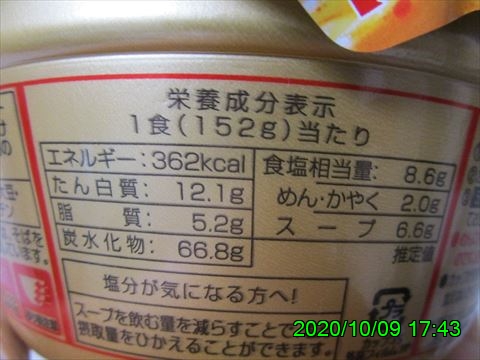 栄養成分表示
1食(152g)当たり
エネルギー:362kcal
たん白質: 12.1g
脂質: 5.2g
炭水化物: 66.8g
食塩相当量: 8.6g
めん・かやく: 2.0g
スープ: 6.6g
推定値
塩分が気になる方へ!
スープを飲む量を減らすことで
摂取量をひかえることができます
プラ
2020/10/09 17:43